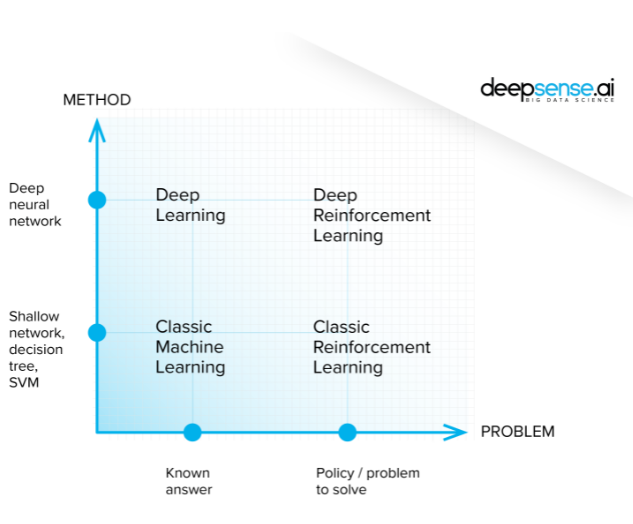 deepsense.ai
BIG DATA SCIENCE
METHOD
Deep
neural
network
Deep
Learning
Deep
Reinforcement
Learning
Shallow
network,
decision
tree,
SVM
Classic
Machine
Learning
Classic
Reinforcement
Learning
PROBLEM
Known
answer
Policy / problem
to solve